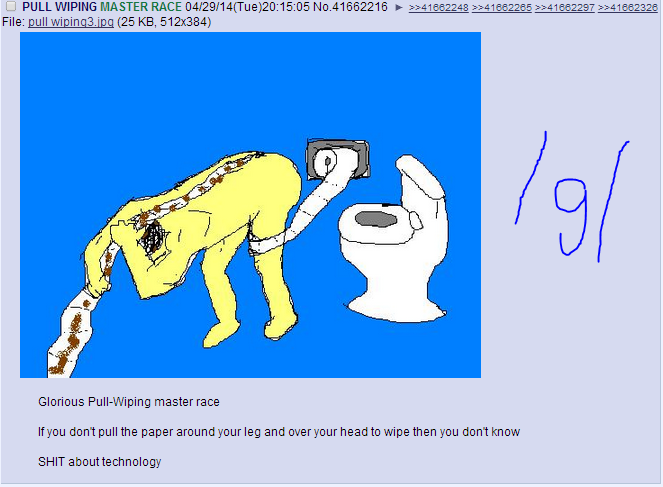 PULL WIPING MASTER RACE 04/29/14(Tue)20:15:05 No.41662216 ► >>41662248 >>41662265 >>41662297 >>41662326
File: pull wiping3.jpg (25 KB, 512x384)
/g/
Glorious Pull-Wiping master race
If you don't pull the paper around your leg and over your head to wipe then you don't know
SHIT about technology